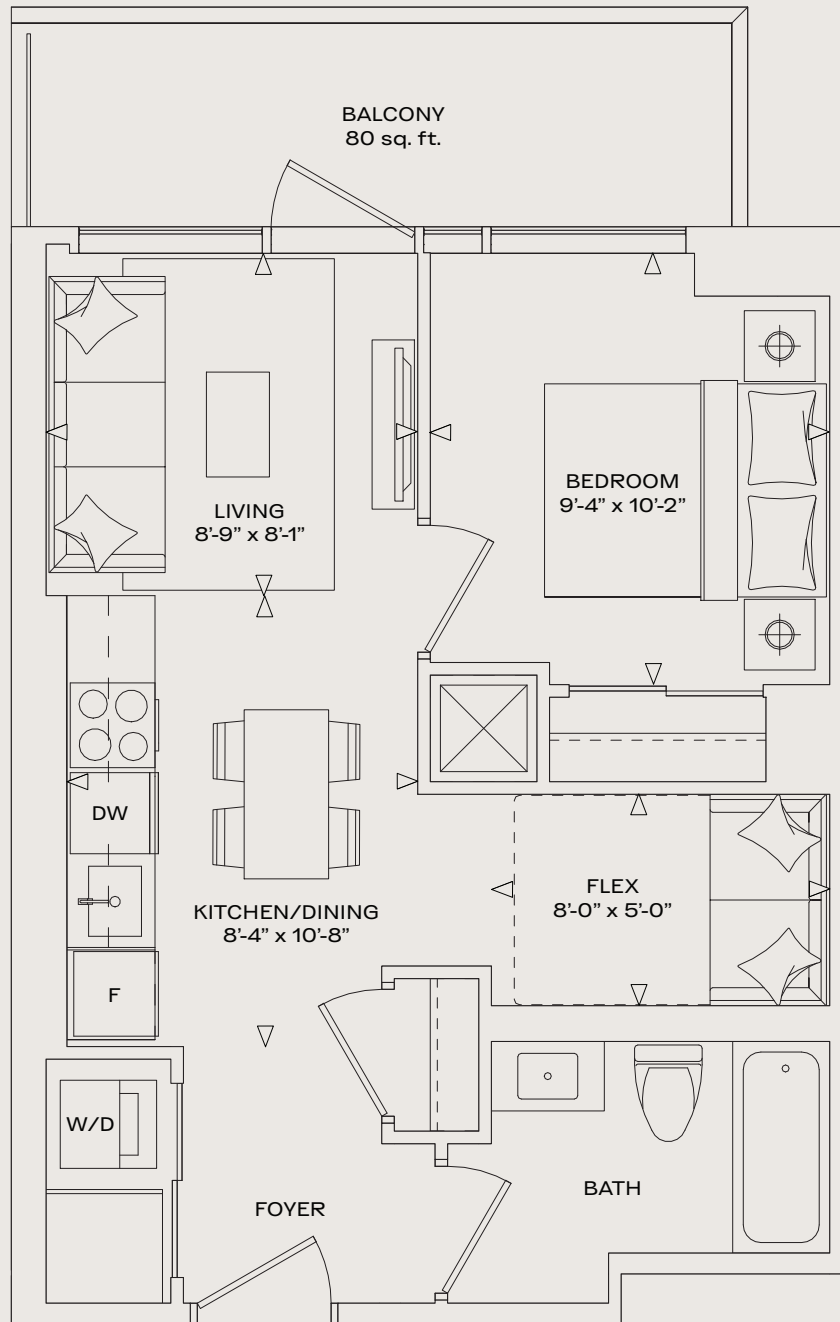 BALCONY
80 sq. ft.
LIVING
8’-9” x 8’-1”
BEDROOM
9’-4” x 10’-2”
DW
KITCHEN/DINING
8’-4” x 10’-8”
FLEX
8’-0” x 5’-0”
F
W/D
FOYER
BATH